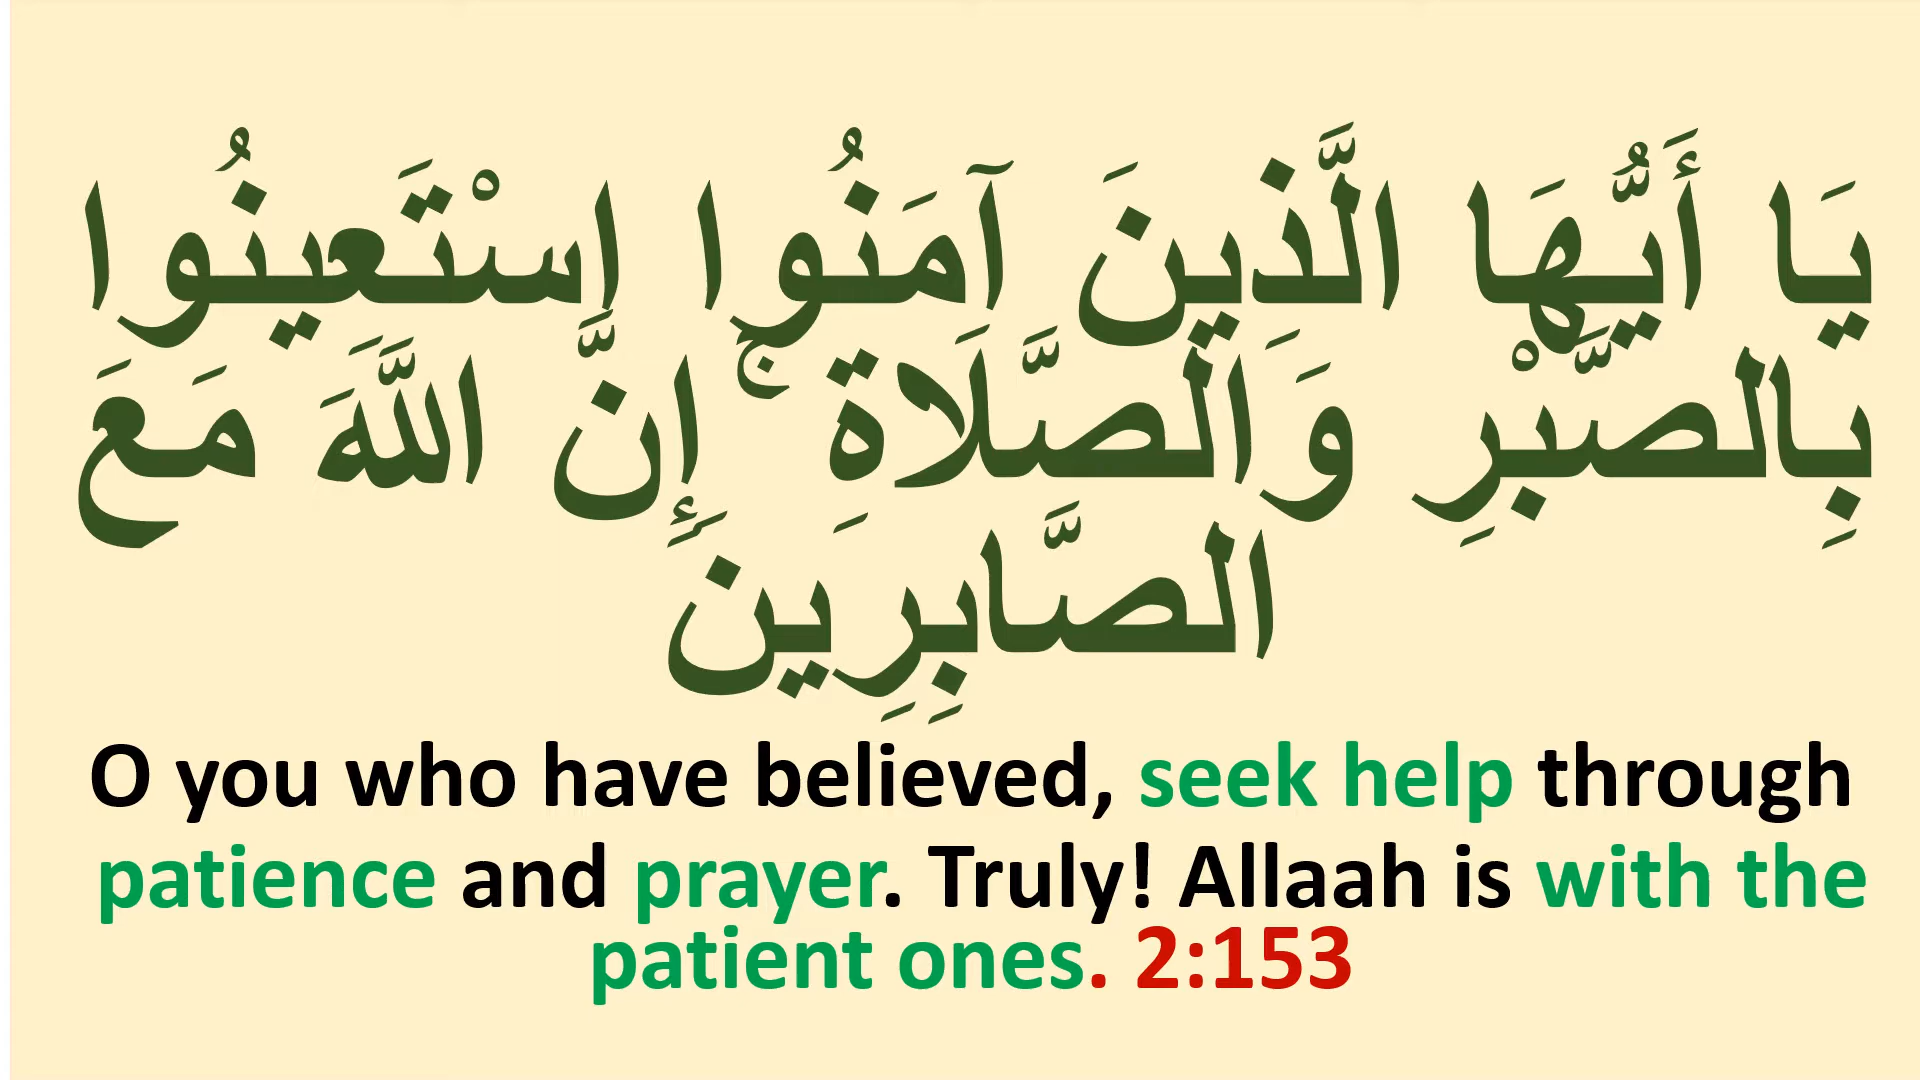 يَا أَيُّهَا الَّذِينَ آمَنُوا اسْتَعِينُوا
بِالصَّبْرِ وَالصَّلَاةِ ۚ إِنَّ اللَّهَ مَعَ
الصَّابِرِينَ
O you who have believed, seek help through
patience and prayer. Truly! Allaah is with the
patient ones. 2:153